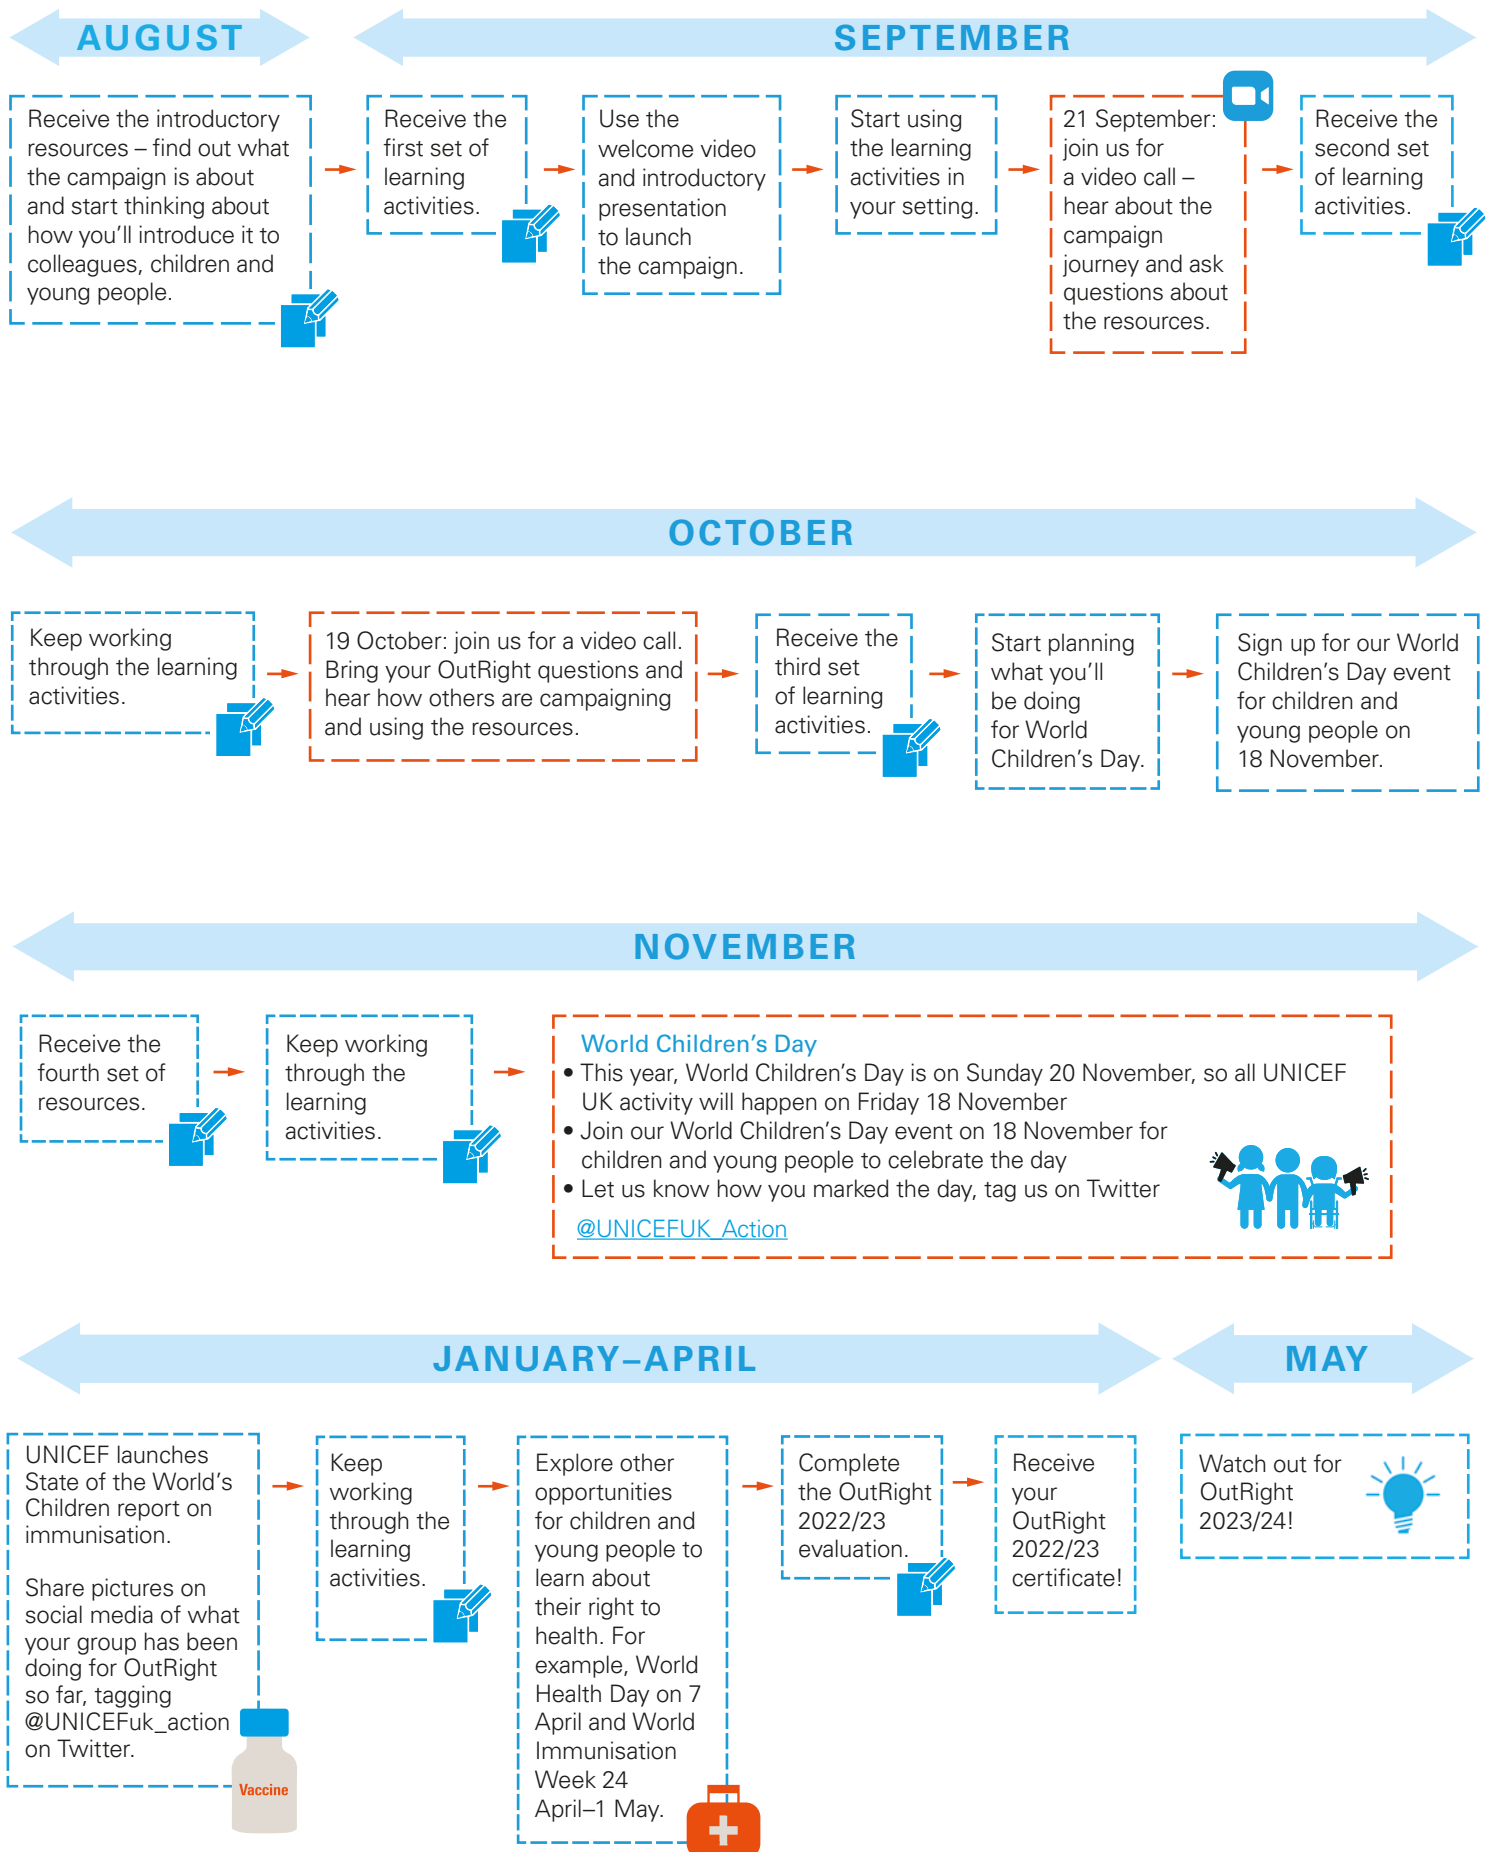 AUGUST
SEPTEMBER
Receive the introductory
resources – find out what
the campaign is about
and start thinking about
how you'll introduce it to
colleagues, children and
young people.
Receive the
first set of
learning
activities.
Use the
welcome video
and introductory
presentation
to launch
the campaign.
Start using
the learning
activities in
your setting.
21 September:
join us for
a video call –
hear about the
campaign
journey and ask
questions about
the resources.
Receive the
second set
of learning
activities.
OCTOBER
Keep working
through the learning
activities.
19 October: join us for a video call.
Bring your OutRight questions and
hear how others are campaigning
and using the resources.
Receive the
third set
of learning
activities.
Start planning
what you'll
be doing
for World
Children's Day.
Sign up for our World
Children's Day event
for children and
young people on
18 November.
NOVEMBER
Receive the
fourth set of
resources.
Keep working
through the
learning
activities.
World Children's Day
• This year, World Children's Day is on Sunday 20 November, so all UNICEF
UK activity will happen on Friday 18 November
• Join our World Children's Day event on 18 November for
children and young people to celebrate the day
• Let us know how you marked the day, tag us on Twitter
@UNICEFUK_Action
JANUARY–APRIL
MAY
UNICEF launches
State of the World's
Children report on
immunisation.
Share pictures on
social media of what
your group has been
doing for OutRight
so far, tagging
@UNICEFuk_action
on Twitter.
Vaccine
Keep
working
through the
learning
activities.
Explore other
opportunities
for children and
young people to
learn about
their right to
health. For
example, World
Health Day on 7
April and World
Immunisation
Week 24
April–1 May.
Complete
the OutRight
2022/23
evaluation.
Receive
your
OutRight
2022/23
certificate!
Watch out for
OutRight
2023/24!